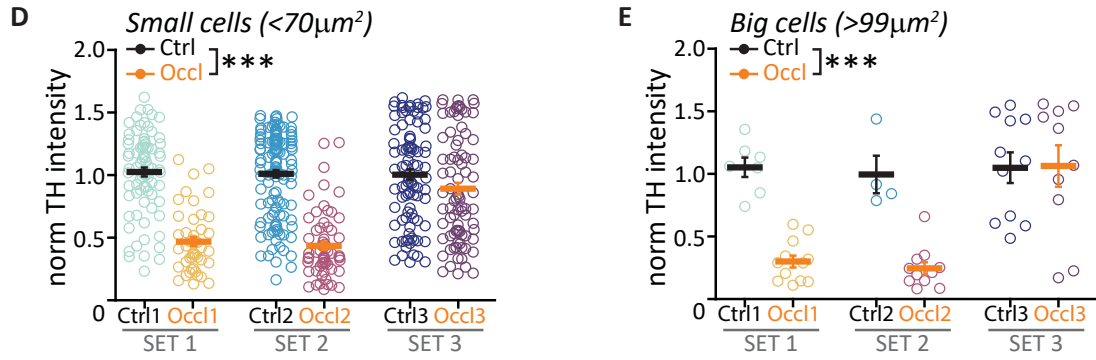 D
Small cells (<70µm²)
norm TH intensity
2.0
1.5
1.0
0.5
0
Ctrl
Occl
***
Ctrl1 Occl1 Ctrl2 Occl2 Ctrl3 Occl3
SET 1 SET 2 SET 3
E
Big cells (>99µm²)
norm TH intensity
2.0
1.5
1.0
0.5
0
Ctrl
Occl
***
Ctrl1 Occl1 Ctrl2 Occl2 Ctrl3 Occl3
SET 1 SET 2 SET 3